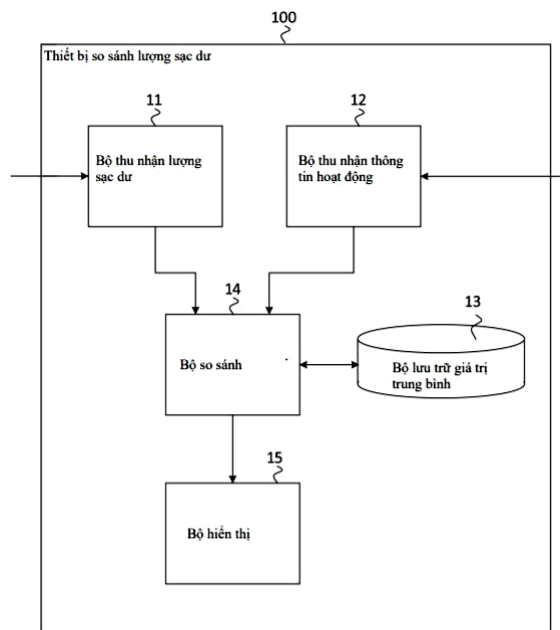 100
Thiết bị so sánh lượng sạc dư
11
12
Bộ thu nhận lượng
sạc dư
Bộ thu nhận thông
tin hoạt động
14
13
Bộ so sánh
Bộ lưu trữ giá trị
trung bình
15
Bộ hiển thị